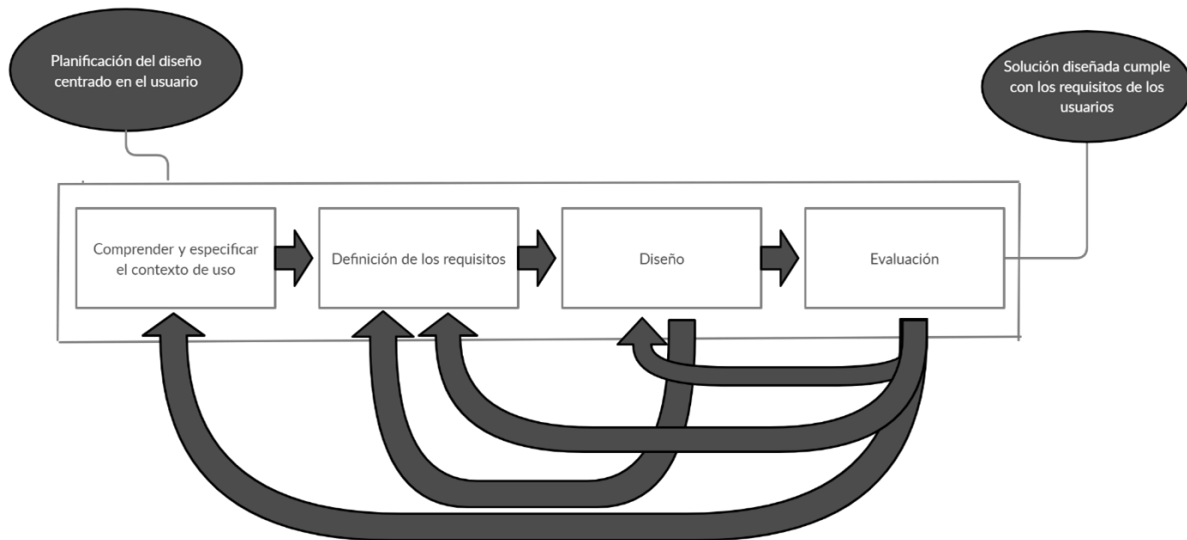 Planificación del diseño
centrado en el usuario
Solución diseñada cumple
con los requisitos de los
usuarios
Comprender y especificar
el contexto de uso
Definición de los requisitos
Diseño
Evaluación